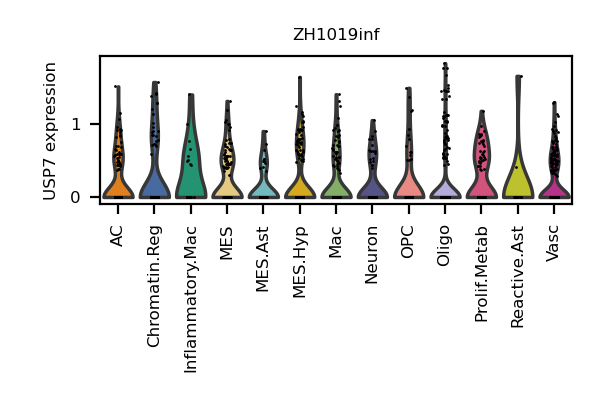 ZH1019inf
USP7 expression
1
0
AC
Chromatin.Reg
Inflammatory.Mac
MES
MES.Ast
MES.Hyp
Mac
Neuron
OPC
Oligo
Prolif.Metab
Reactive.Ast
Vasc